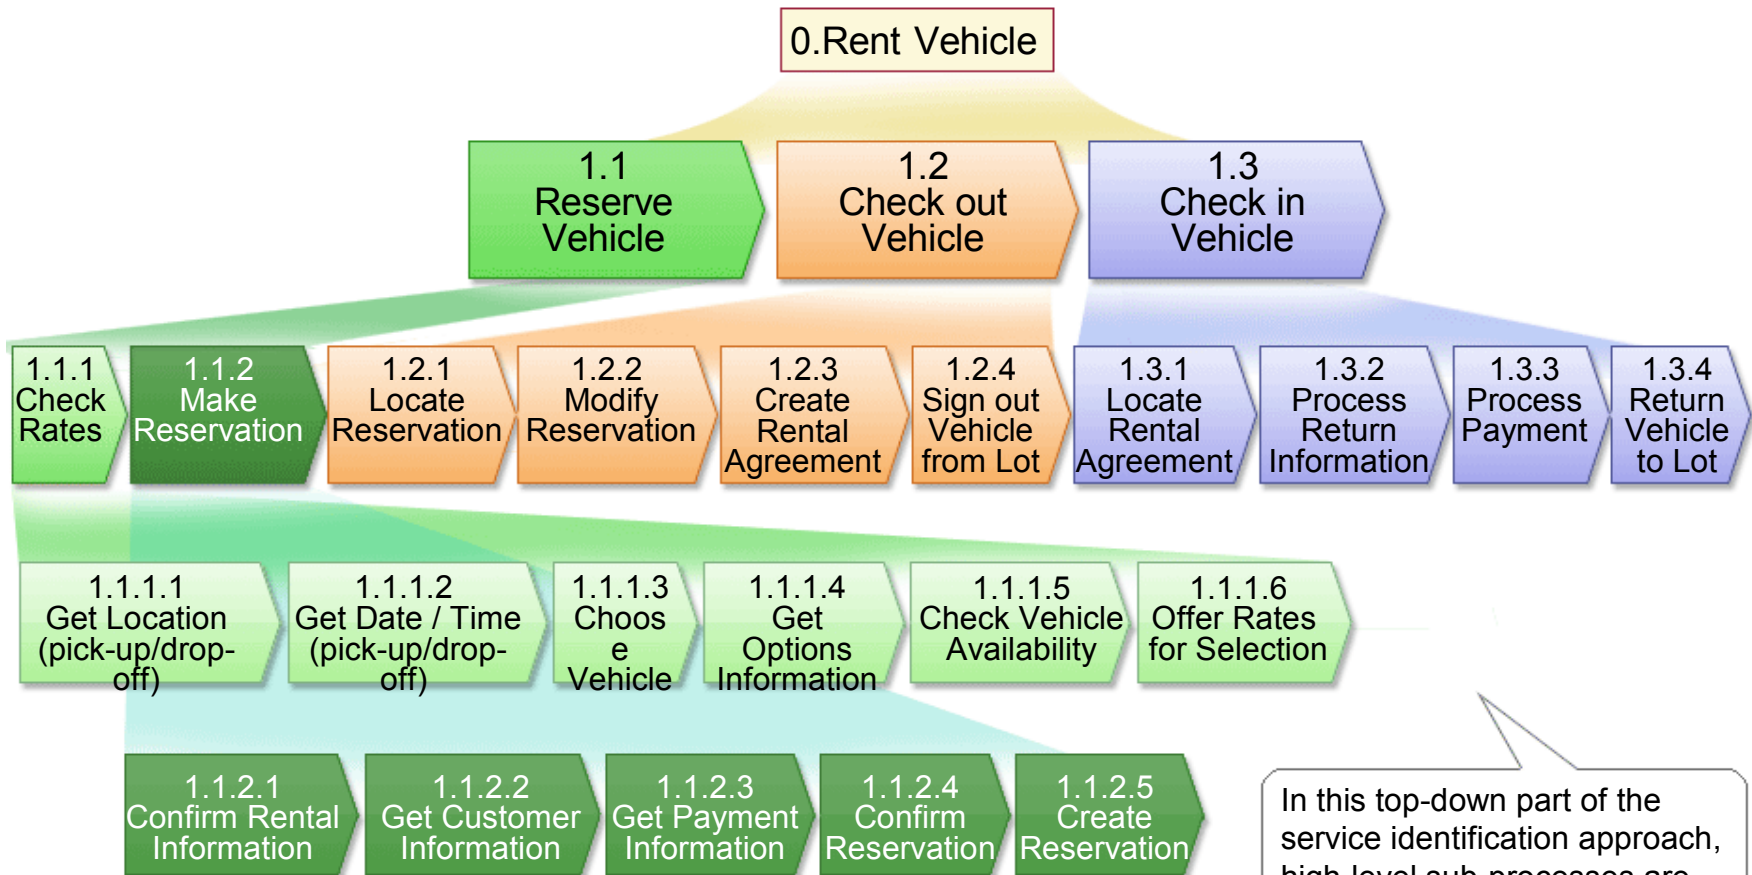 0.Rent Vehicle
1.1
Reserve
Vehicle
1.2
Check out
Vehicle
1.3
Check in
Vehicle
1.1.1
Check
Rates
1.1.2
Make
Reservation
1.2.1
Locate
Reservation
1.2.2
Modify
Reservation
1.2.3
Create
Rental
Agreement
1.2.4
Sign out
Vehicle
from Lot
1.3.1
Locate
Rental
Agreement
1.3.2
Process
Return
Information
1.3.3
Process
Payment
1.3.4
Return
Vehicle
to Lot
1.1.1.1
Get Location
(pick-up/drop-
off)
1.1.1.2
Get Date / Time
(pick-up/drop-
off)
1.1.1.3
Choos
e
Vehicle
1.1.1.4
Get
Options
Information
1.1.1.5
Check Vehicle
Availability
1.1.1.6
Offer Rates
for Selection
1.1.2.1
Confirm Rental
Information
1.1.2.2
Get Customer
Information
1.1.2.3
Get Payment
Information
1.1.2.4
Confirm
Reservation
1.1.2.5
Create
Reservation
In this top-down part of the
service identification approach,
high level sub processes are